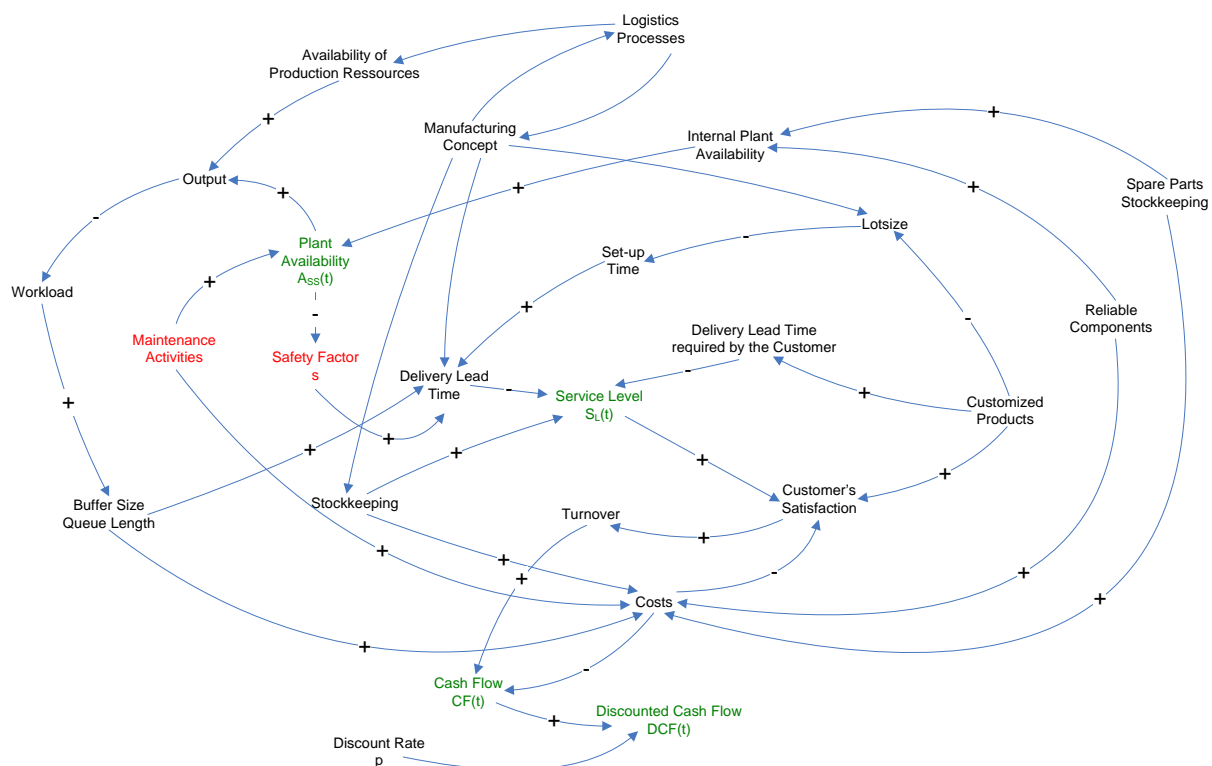 Logistics
Processes
Availability of
Production Ressources
+
+
Manufacturing
Concept
Internal Plant
Availability
Output
+
+
+
Spare Parts
Stockkeeping
-
Lotsize
Plant
Availability
A_SS(t)
-
Set-up
Time
+
Workload
-
+
-
Reliable
Components
Maintenance
Activities
Safety Factor
s
Delivery Lead Time
required by the Customer
Delivery Lead
Time
-
-
+
Service Level
S_L(t)
Customized
Products
+
+
+
+
+
+
Buffer Size
Queue Length
Stockkeeping
Customer's
Satisfaction
Turnover
+
+
+
+
-
+
Costs
+
+
-
Cash Flow
CF(t)
+
Discounted Cash Flow
DCF(t)
Discount Rate
p